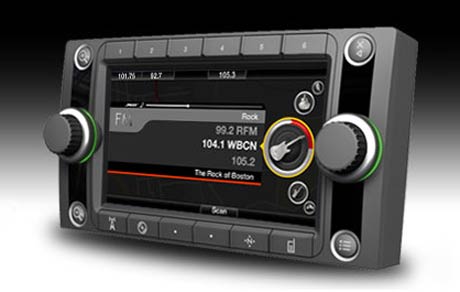 1 2 3 4 5 6
101.75 92.7 105.3
FM
Rock
99.2 RFM
104.1 WBCN
105.2
The Rock of Boston
Scan
N